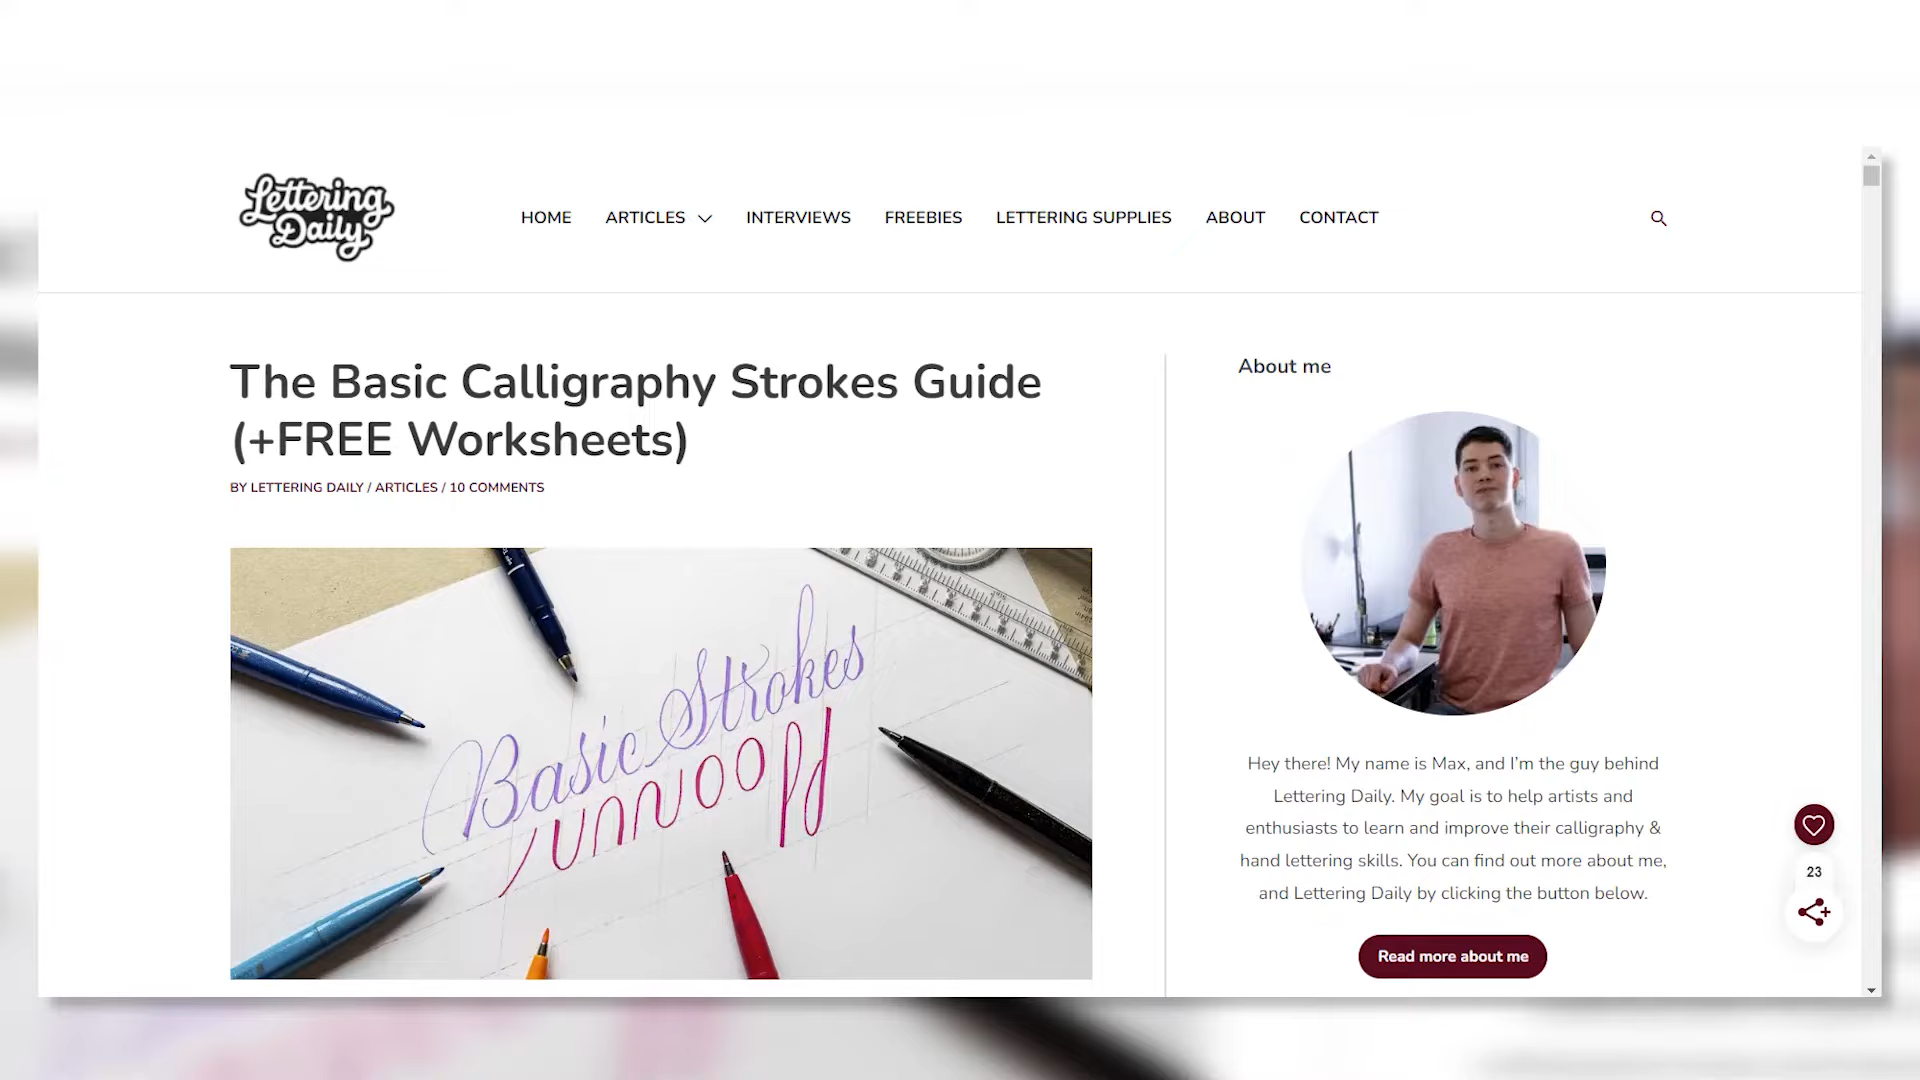 Lettering
Daily
HOME ARTICLES INTERVIEWS FREEBIES LETTERING SUPPLIES ABOUT CONTACT
The Basic Calligraphy Strokes Guide
(+FREE Worksheets)
BY LETTERING DAILY / ARTICLES / 10 COMMENTS
Basic Strokes
About me
Hey there! My name is Max, and I'm the guy behind
Lettering Daily. My goal is to help artists and
enthusiasts to learn and improve their calligraphy &
hand lettering skills. You can find out more about me,
and Lettering Daily by clicking the button below.
Read more about me
23